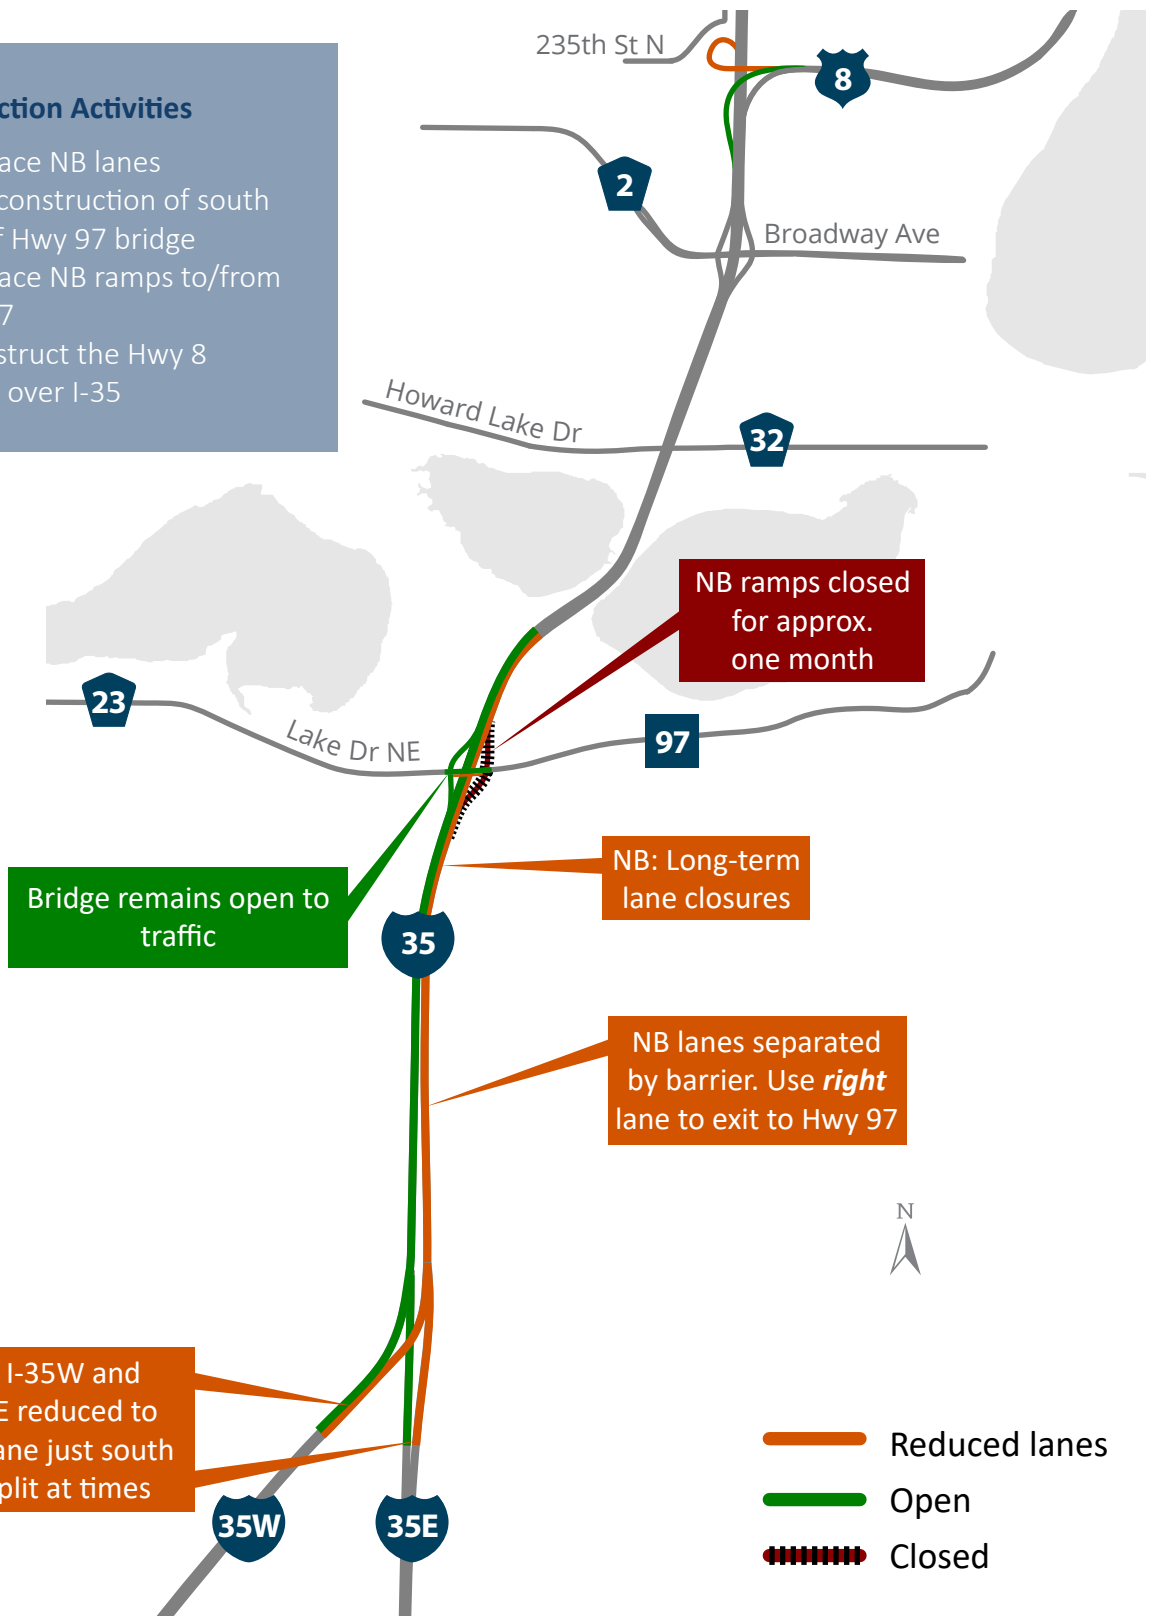 235th St N
8
ction Activities
ace NB lanes
construction of south
f Hwy 97 bridge
ace NB ramps to/from
7
struct the Hwy 8
over I-35
2
Broadway Ave
Howard Lake Dr
32
NB ramps closed
for approx.
one month
23
Lake Dr NE
97
NB: Long-term
lane closures
Bridge remains open to
traffic
35
NB lanes separated
by barrier. Use right
lane to exit to Hwy 97
N
I-35W and
E reduced to
ane just south
plit at times
Reduced lanes
Open
Closed
35W
35E